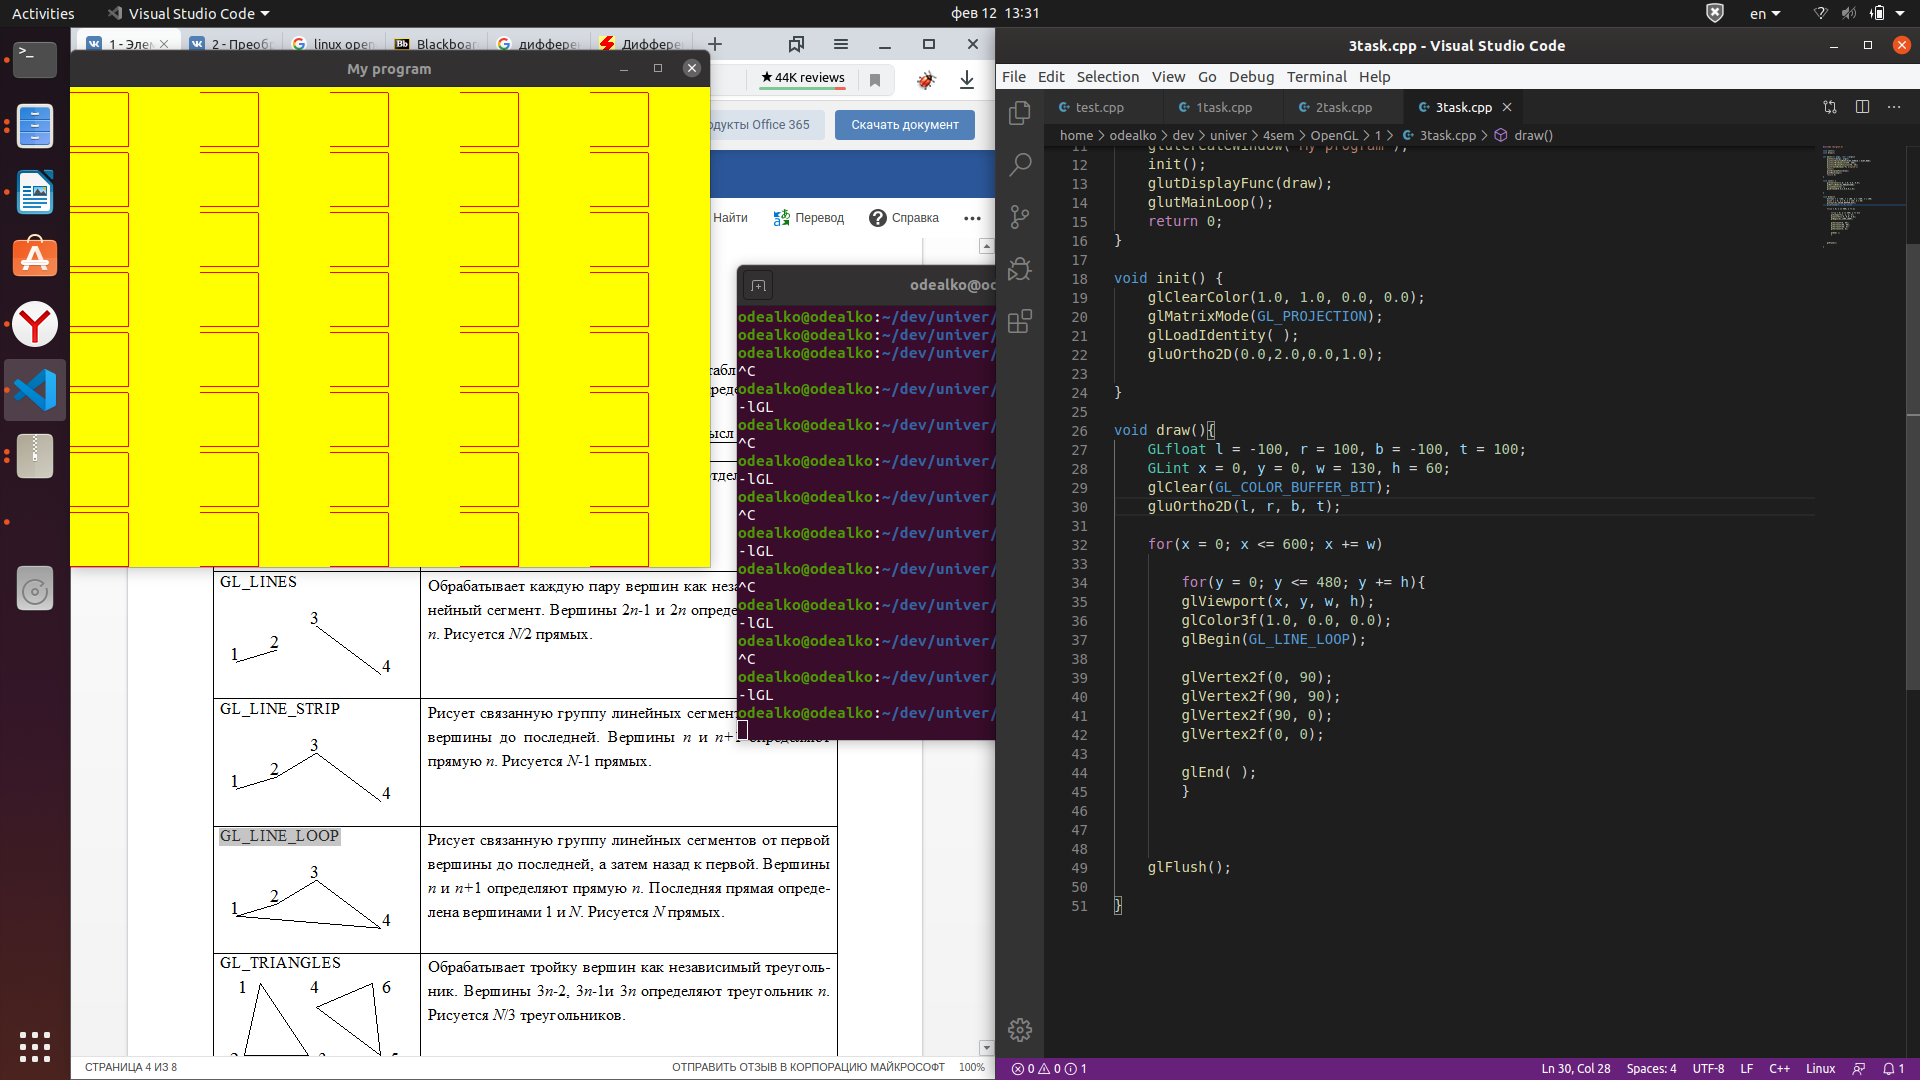 Activities
Visual Studio Code
фев 12 13:31
en
1 - Эле
2 - Преоб
linux open
Blackboar
диффере
Диффере
My program
44K reviews
одукты Office 365
Скачать документ
Найти
Перевод
Справка
odealko@od
odealko@odealko:~/dev/univer/
odealko@odealko:~/dev/univer/
odealko@odealko:~/dev/univer/
^C
odealko@odealko:~/dev/univer/
-lGL
odealko@odealko:~/dev/univer/
^C
odealko@odealko:~/dev/univer/
-lGL
odealko@odealko:~/dev/univer/
^C
odealko@odealko:~/dev/univer/
-lGL
odealko@odealko:~/dev/univer/
^C
odealko@odealko:~/dev/univer/
-lGL
odealko@odealko:~/dev/univer/
^C
odealko@odealko:~/dev/univer/
-lGL
odealko@odealko:~/dev/univer/
GL_LINES
1 2 3 4
Обрабатывает каждую пару вершин как неза
нейный сегмент. Вершины 2n-1 и 2n опреде
n. Рисуется N/2 прямых.
GL_LINE_STRIP
1 2 3 4
Рисует связанную группу линейных сегмент
вершины до последней. Вершины n и n+1 определяют
прямую n. Рисуется N-1 прямых.
GL_LINE_LOOP
1 2 3 4
Рисует связанную группу линейных сегментов от первой
вершины до последней, а затем назад к первой. Вершины
n и n+1 определяют прямую n. Последняя прямая опреде-
лена вершинами 1 и N. Рисуется N прямых.
GL_TRIANGLES
1 4 6
Обрабатывает тройку вершин как независимый треуголь-
ник. Вершины 3n-2, 3n-1и 3n определяют треугольник n.
Рисуется N/3 треугольников.
СТРАНИЦА 4 ИЗ 8
ОТПРАВИТЬ ОТЗЫВ В КОРПОРАЦИЮ МАЙКРОСОФТ 100%
3task.cpp - Visual Studio Code
File Edit Selection View Go Debug Terminal Help
test.cpp 1task.cpp 2task.cpp 3task.cpp
home > odealko > dev > univer > 4sem > OpenGL > 1 > 3task.cpp > draw()
11 glutCreateWindow("My program");
12 init();
13 glutDisplayFunc(draw);
14 glutMainLoop();
15 return 0;
16 }
17
18 void init() {
19 glClearColor(1.0, 1.0, 0.0, 0.0);
20 glMatrixMode(GL_PROJECTION);
21 glLoadIdentity( );
22 gluOrtho2D(0.0,2.0,0.0,1.0);
23
24 }
25
26 void draw(){
27 GLfloat l = -100, r = 100, b = -100, t = 100;
28 GLint x = 0, y = 0, w = 130, h = 60;
29 glClear(GL_COLOR_BUFFER_BIT);
30 gluOrtho2D(l, r, b, t);
31
32 for(x = 0; x <= 600; x += w)
33
34 for(y = 0; y <= 480; y += h){
35 glViewport(x, y, w, h);
36 glColor3f(1.0, 0.0, 0.0);
37 glBegin(GL_LINE_LOOP);
38
39 glVertex2f(0, 90);
40 glVertex2f(90, 90);
41 glVertex2f(90, 0);
42 glVertex2f(0, 0);
43
44 glEnd( );
45 }
46
47
48
49 glFlush();
50
51 }
0 0 1
Ln 30, Col 28 Spaces: 4 UTF-8 LF C++ Linux 1